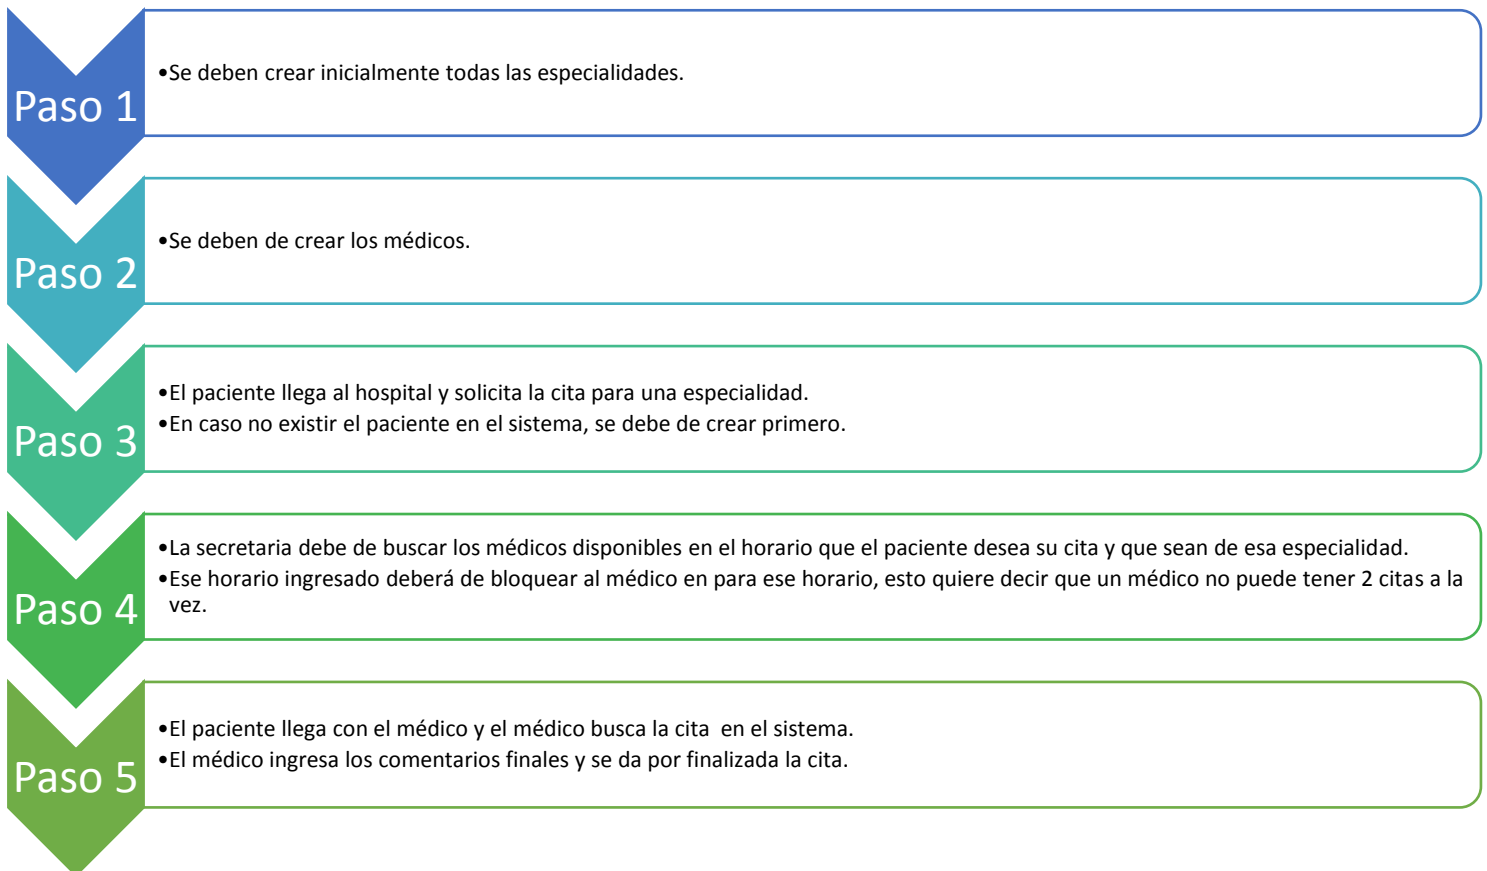 Paso 1
•Se deben crear inicialmente todas las especialidades.
Paso 2
•Se deben de crear los médicos.
Paso 3
•El paciente llega al hospital y solicita la cita para una especialidad.
•En caso no existir el paciente en el sistema, se debe de crear primero.
Paso 4
•La secretaria debe de buscar los médicos disponibles en el horario que el paciente desea su cita y que sean de esa especialidad.
•Ese horario ingresado deberá de bloquear al médico en para ese horario, esto quiere decir que un médico no puede tener 2 citas a la
vez.
Paso 5
•El paciente llega con el médico y el médico busca la cita  en el sistema.
•El médico ingresa los comentarios finales y se da por finalizada la cita.